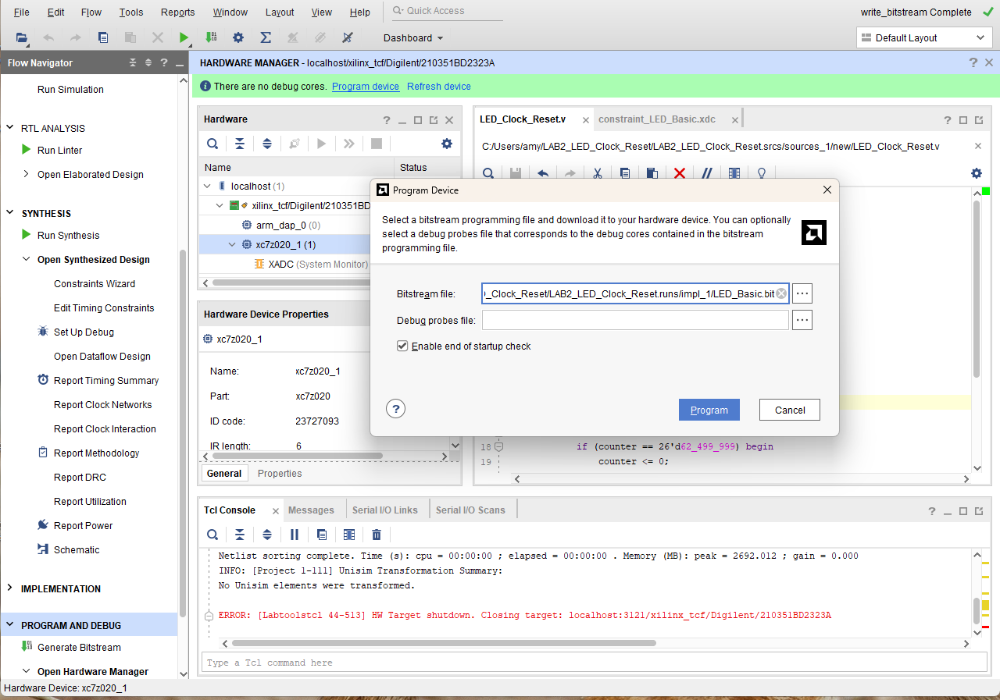 File Edit Flow Tools Reports Window Layout View Help Quick Access write_bitstream Complete
Dashboard Default Layout
Flow Navigator
HARDWARE MANAGER - localhost/xilinx_tcf/Digilent/210351BD2323A
There are no debug cores. Program device Refresh device
Run Simulation
RTL ANALYSIS
Run Linter
Open Elaborated Design
SYNTHESIS
Run Synthesis
Open Synthesized Design
Constraints Wizard
Edit Timing Constraints
Set Up Debug
Open Dataflow Design
Report Timing Summary
Report Clock Networks
Report Clock Interaction
Report Methodology
Report DRC
Report Utilization
Report Power
Schematic
IMPLEMENTATION
PROGRAM AND DEBUG
Generate Bitstream
Open Hardware Manager
Hardware
Name Status
localhost (1)
xilinx_tcf/Digilent/210351BD
arm_dap_0 (0)
xc7z020_1 (1)
XADC (System Monitor)
Hardware Device Properties
xc7z020_1
Name: xc7z020_1
Part: xc7z020
ID code: 23727093
IR length: 6
General Properties
LED_Clock_Reset.v constraint_LED_Basic.xdc
C:/Users/amy/LAB2_LED_Clock_Reset/LAB2_LED_Clock_Reset.srcs/sources_1/new/LED_Clock_Reset.v
Program Device
Select a bitstream programming file and download it to your hardware device. You can optionally
select a debug probes file that corresponds to the debug cores contained in the bitstream
programming file.
Bitstream file: _Clock_Reset/LAB2_LED_Clock_Reset.runs/impl_1/LED_Basic.bit
Debug probes file:
Enable end of startup check
Program Cancel
18 if (counter == 26'd62_499_999) begin
19 counter <= 0;
Tcl Console Messages Serial I/O Links Serial I/O Scans
Netlist sorting complete. Time (s): cpu = 00:00:00 ; elapsed = 00:00:00 . Memory (MB): peak = 2692.012 ; gain = 0.000
INFO: [Project 1-111] Unisim Transformation Summary:
No Unisim elements were transformed.
ERROR: [Labtoolstcl 44-513] HW Target shutdown. Closing target: localhost:3121/xilinx_tcf/Digilent/210351BD2323A
Type a Tcl command here
Hardware Device: xc7z020_1